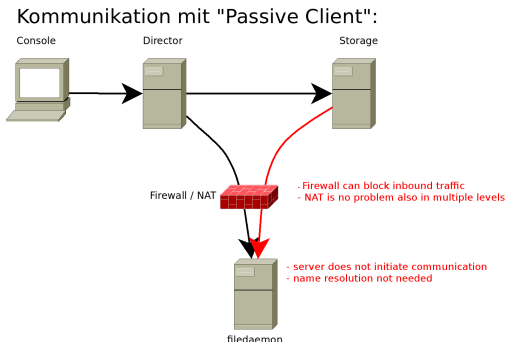 Kommunikation mit "Passive Client":
Console
Director
Storage
Firewall / NAT
- Firewall can block inbound traffic
- NAT is no problem also in multiple levels
- server does not initiate communication
- name resolution not needed
filedaemon